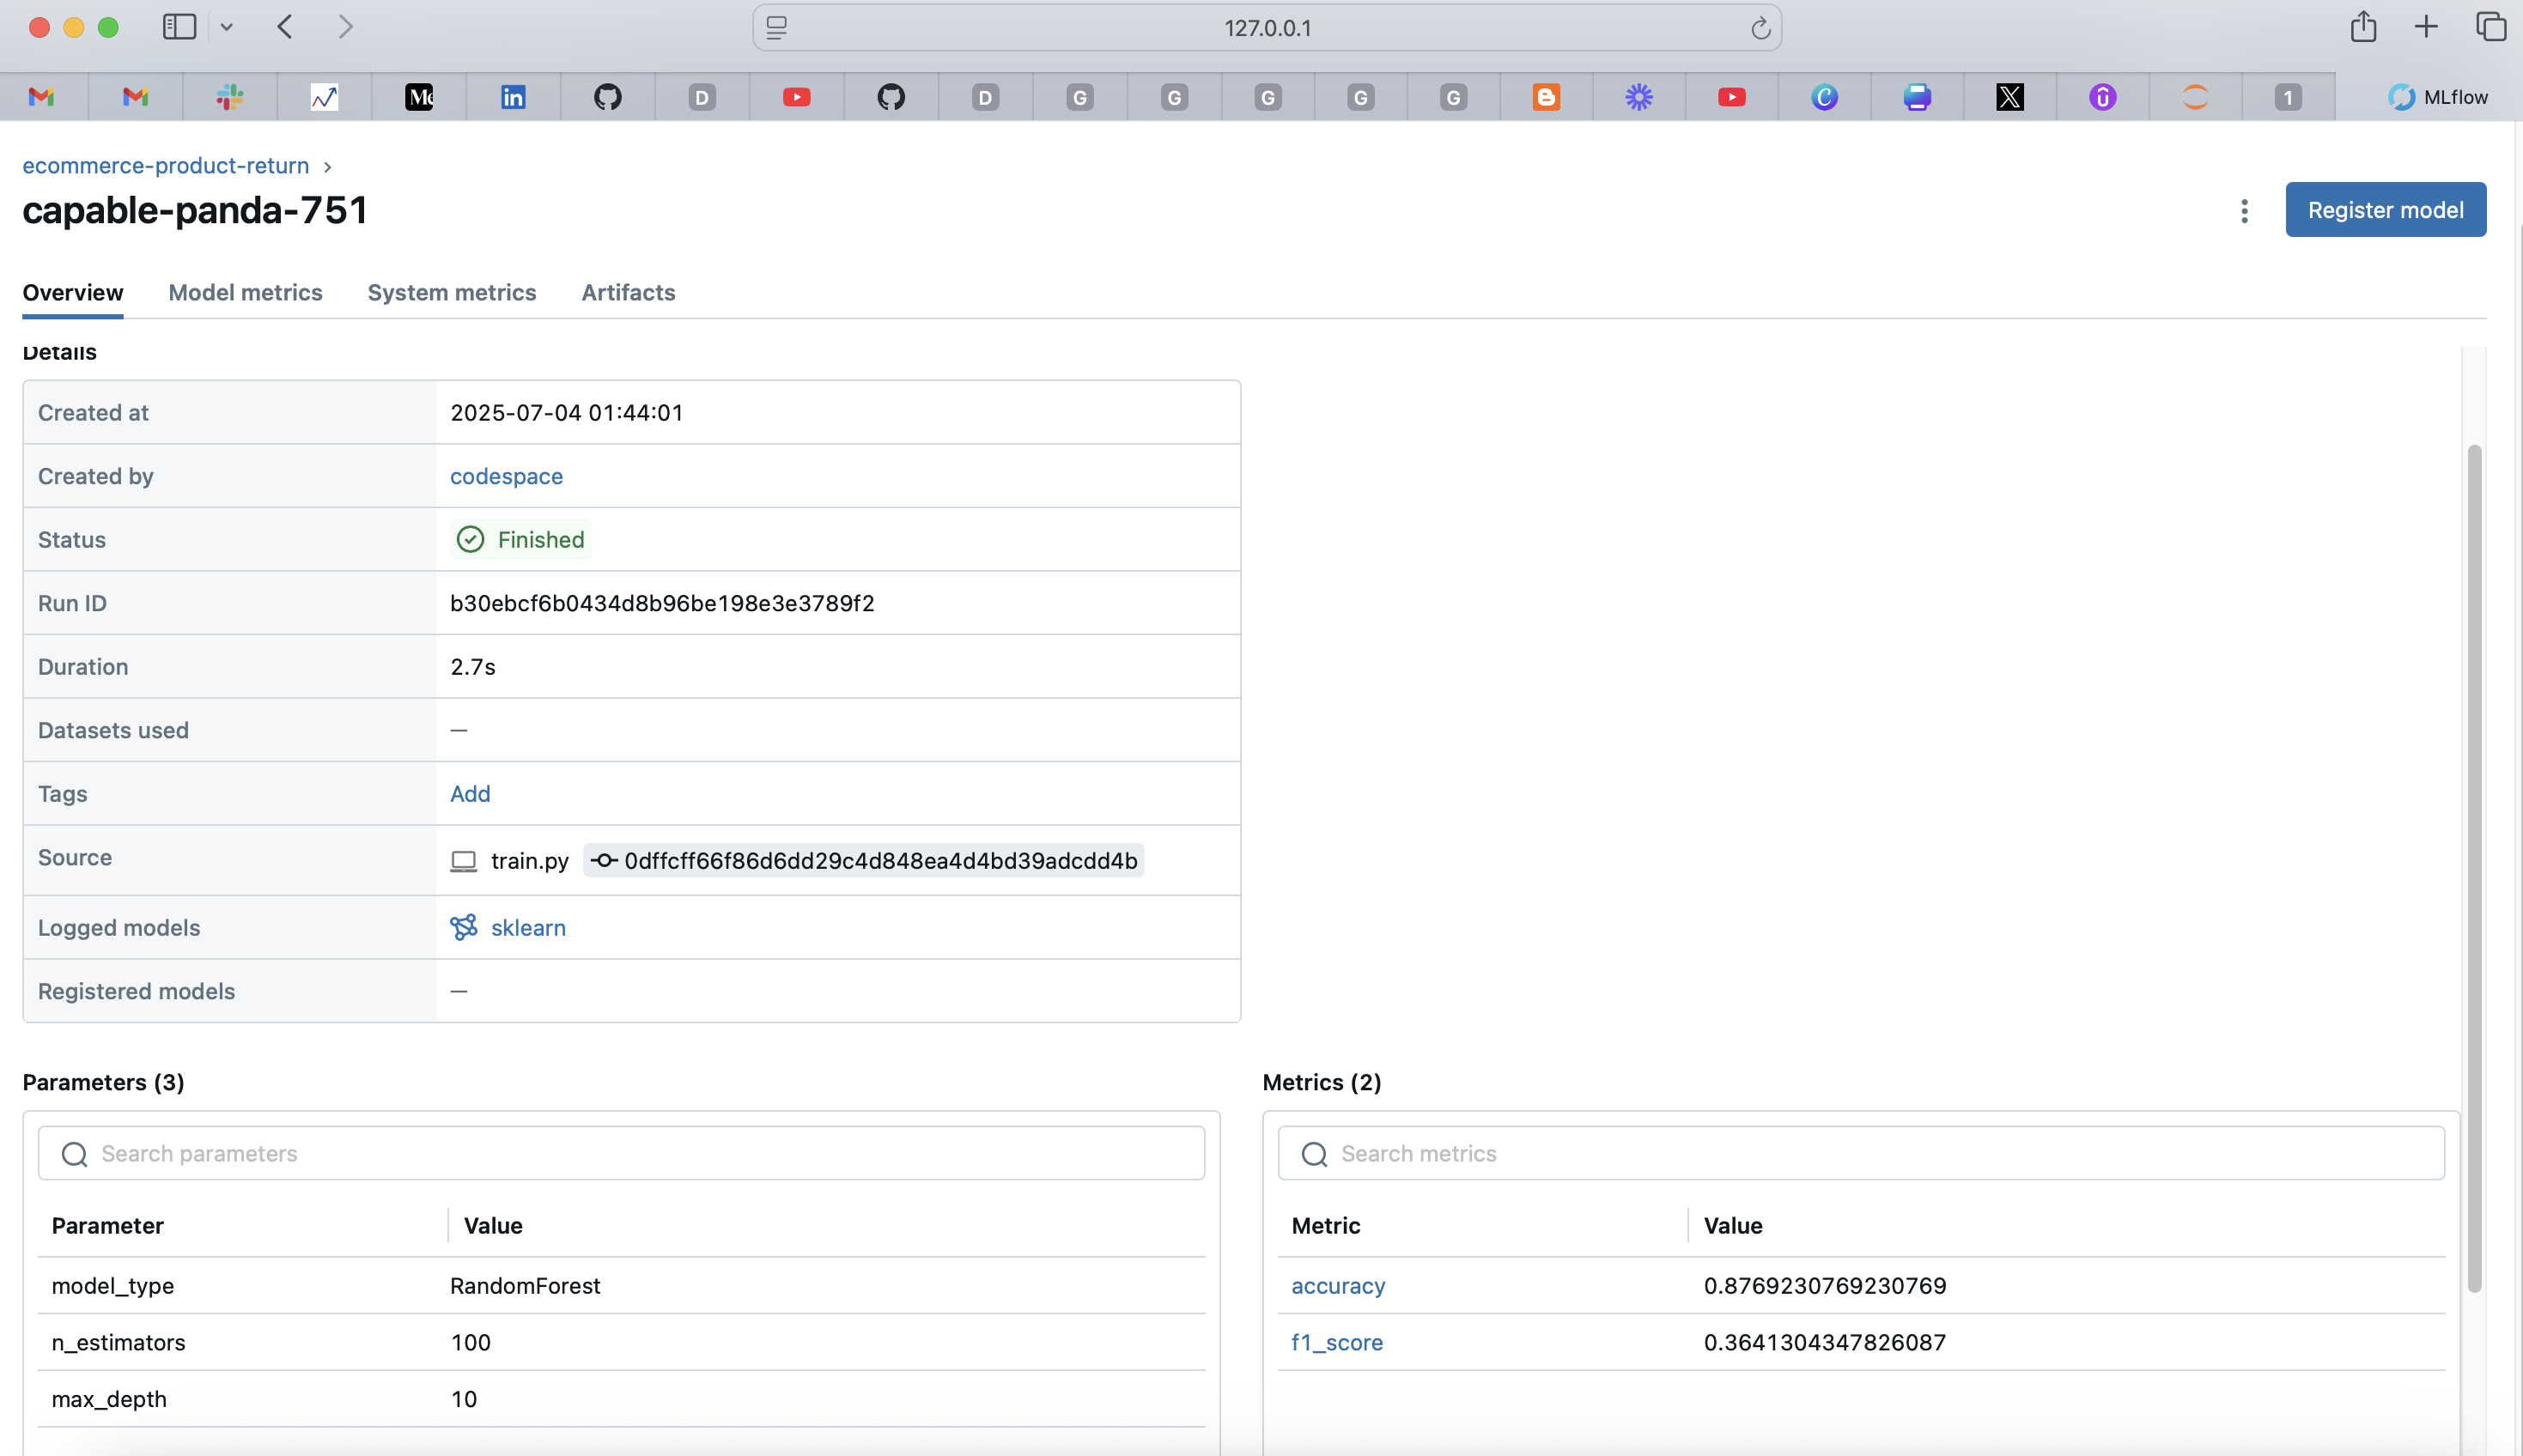 127.0.0.1
Me
in
D
D
G
G
G
G
G
1
MLflow
ecommerce-product-return
capable-panda-751
Register model
Overview Model metrics System metrics Artifacts
Details
Created at 2025-07-04 01:44:01
Created by codespace
Status Finished
Run ID b30ebcf6b0434d8b96be198e3e3789f2
Duration 2.7s
Datasets used —
Tags Add
Source train.py 0dffcff66f86d6dd29c4d848ea4d4bd39adcdd4b
Logged models sklearn
Registered models —
Parameters (3)
Search parameters
Parameter Value
model_type RandomForest
n_estimators 100
max_depth 10
Metrics (2)
Search metrics
Metric Value
accuracy 0.8769230769230769
f1_score 0.3641304347826087